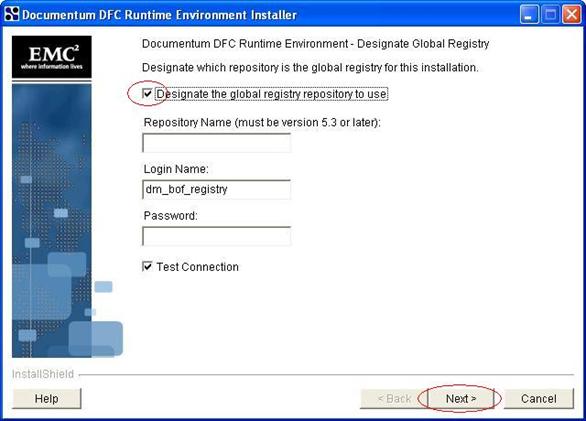 Documentum DFC Runtime Environment Installer
EMC²
where information lives
Documentum DFC Runtime Environment - Designate Global Registry
Designate which repository is the global registry for this installation.
Designate the global registry repository to use
Repository Name (must be version 5.3 or later):
Login Name:
dm_bof_registry
Password:
Test Connection
InstallShield
Help
< Back
Next >
Cancel